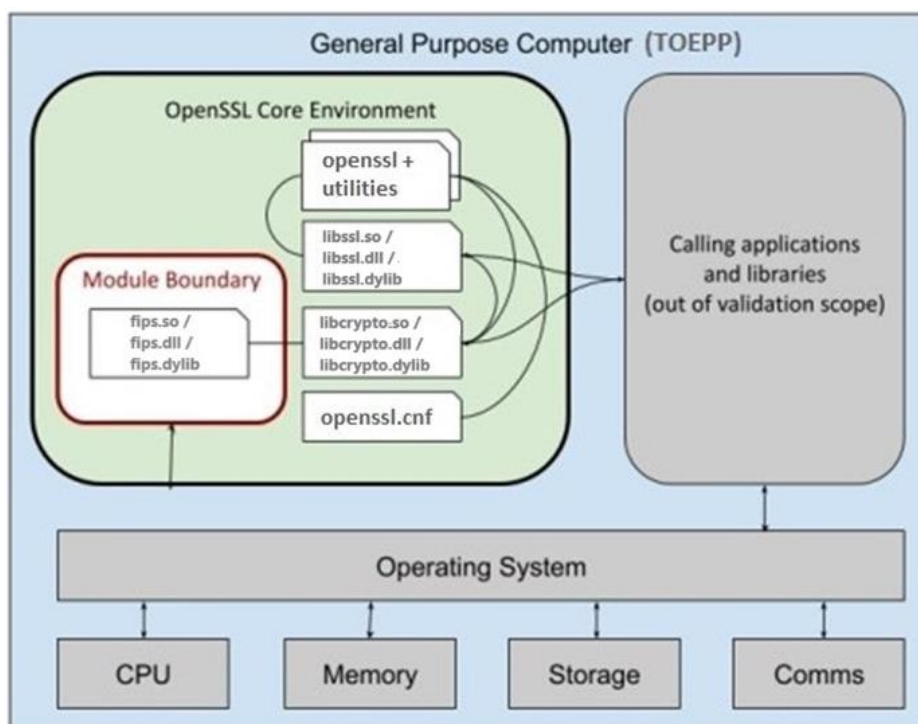 General Purpose Computer (TOEPP)
OpenSSL Core Environment
openssl +
utilities
libssl.so /
libssl.dll /
libssl.dylib
Module Boundary
fips.so /
fips.dll /
fips.dylib
libcrypto.so /
libcrypto.dll /
libcrypto.dylib
openssl.cnf
Calling applications
and libraries
(out of validation scope)
Operating System
CPU
Memory
Storage
Comms